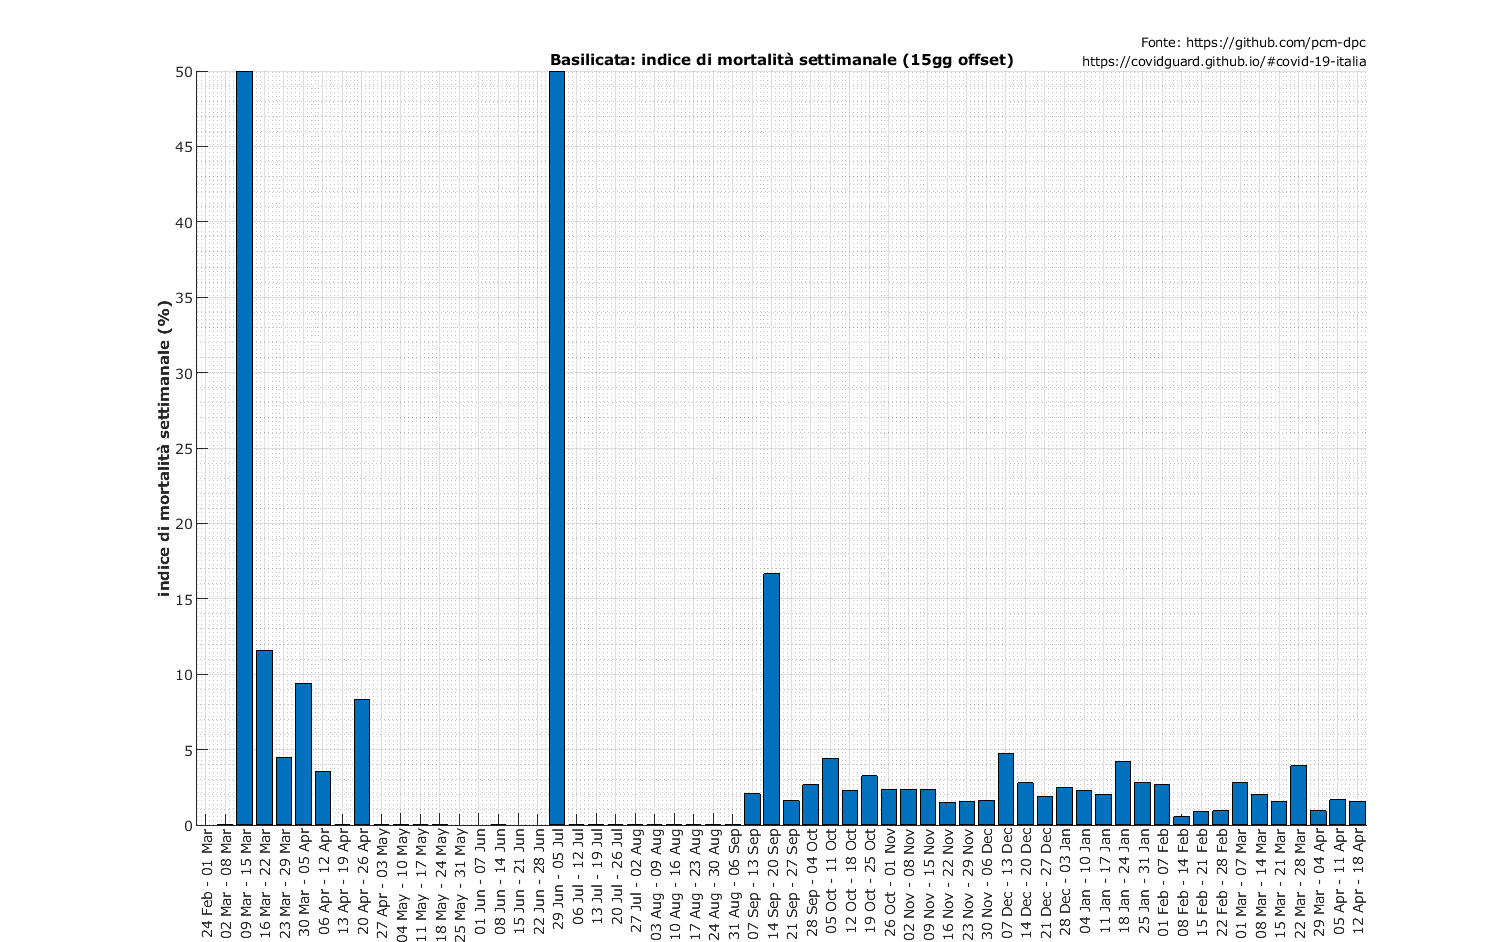 Fonte: https://github.com/pcm-dpc
Basilicata: indice di mortalità settimanale (15gg offset)
https://covidguard.github.io/#covid-19-italia
indice di mortalità settimanale (%)
50
45
40
35
30
25
20
15
10
5
0
24 Feb - 01 Mar
02 Mar - 08 Mar
09 Mar - 15 Mar
16 Mar - 22 Mar
23 Mar - 29 Mar
30 Mar - 05 Apr
06 Apr - 12 Apr
13 Apr - 19 Apr
20 Apr - 26 Apr
27 Apr - 03 May
04 May - 10 May
11 May - 17 May
18 May - 24 May
25 May - 31 May
01 Jun - 07 Jun
08 Jun - 14 Jun
15 Jun - 21 Jun
22 Jun - 28 Jun
29 Jun - 05 Jul
06 Jul - 12 Jul
13 Jul - 19 Jul
20 Jul - 26 Jul
27 Jul - 02 Aug
03 Aug - 09 Aug
10 Aug - 16 Aug
17 Aug - 23 Aug
24 Aug - 30 Aug
31 Aug - 06 Sep
07 Sep - 13 Sep
14 Sep - 20 Sep
21 Sep - 27 Sep
28 Sep - 04 Oct
05 Oct - 11 Oct
12 Oct - 18 Oct
19 Oct - 25 Oct
26 Oct - 01 Nov
02 Nov - 08 Nov
09 Nov - 15 Nov
16 Nov - 22 Nov
23 Nov - 29 Nov
30 Nov - 06 Dec
07 Dec - 13 Dec
14 Dec - 20 Dec
21 Dec - 27 Dec
28 Dec - 03 Jan
04 Jan - 10 Jan
11 Jan - 17 Jan
18 Jan - 24 Jan
25 Jan - 31 Jan
01 Feb - 07 Feb
08 Feb - 14 Feb
15 Feb - 21 Feb
22 Feb - 28 Feb
01 Mar - 07 Mar
08 Mar - 14 Mar
15 Mar - 21 Mar
22 Mar - 28 Mar
29 Mar - 04 Apr
05 Apr - 11 Apr
12 Apr - 18 Apr